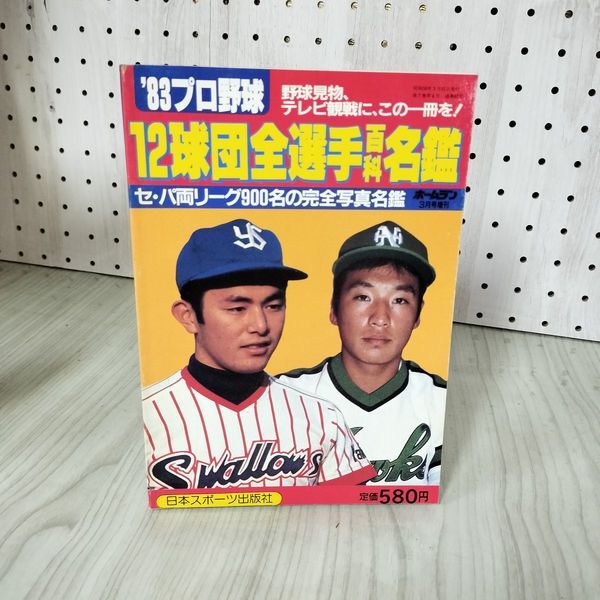 '83プロ野球
野球見物、
テレビ観戦に、この一冊を!
12球団全選手百科名鑑
セ・パ両リーグ900名の完全写真名鑑
ホームラン
3月号増刊
YS
NH
Swallows
Hawks
日本スポーツ出版社
定価580円